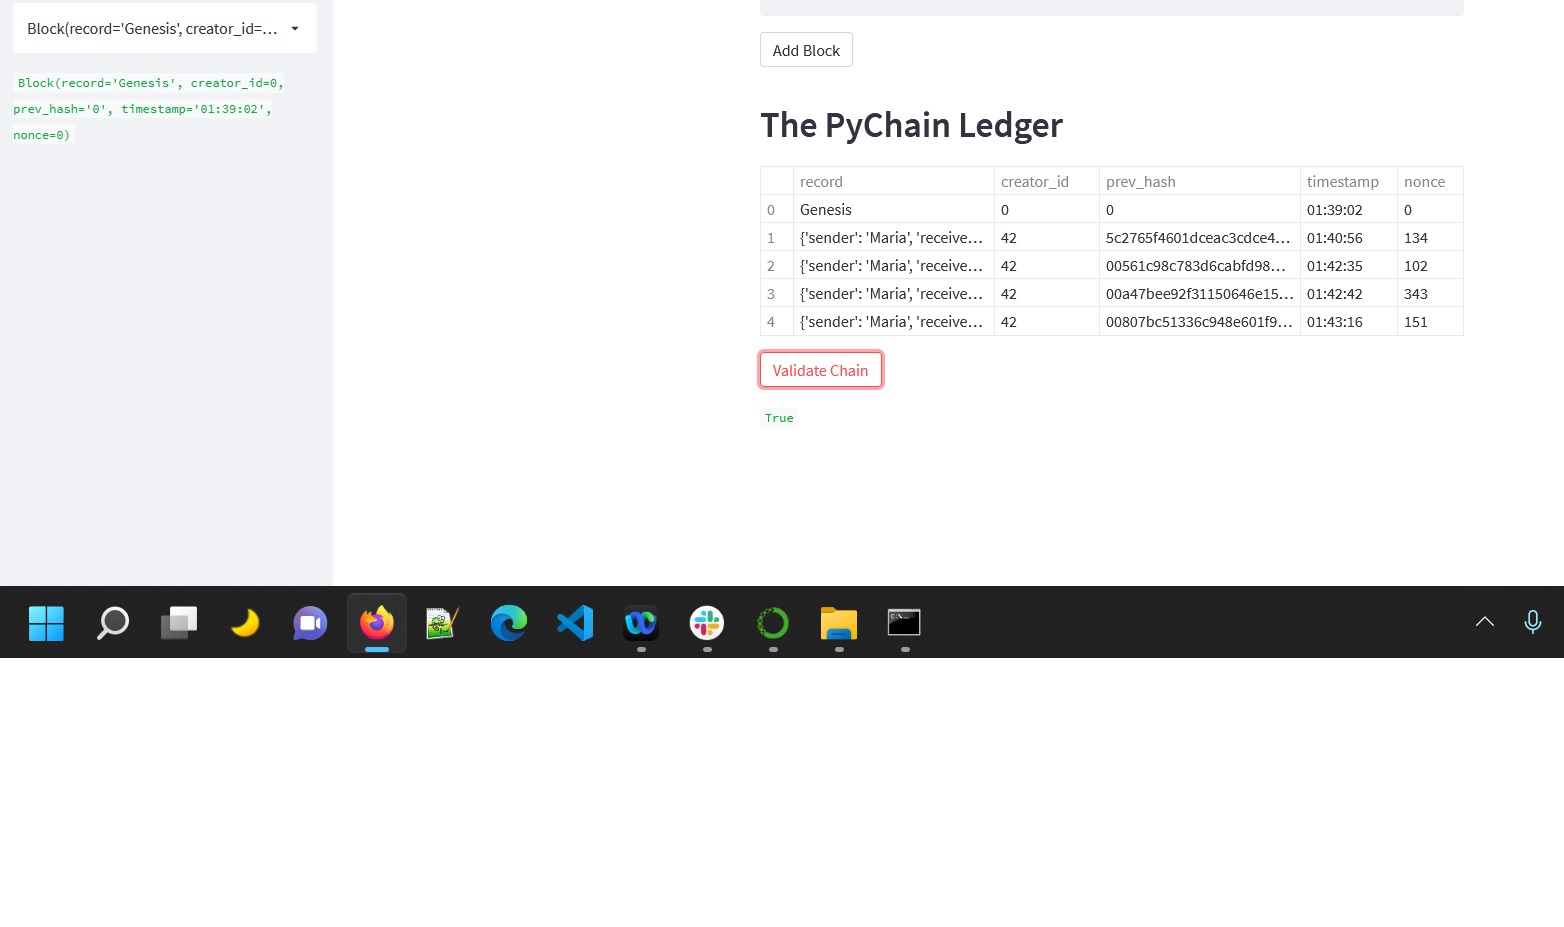 Block(record='Genesis', creator_id=...
Block(record='Genesis', creator_id=0,
prev_hash='0', timestamp='01:39:02',
nonce=0)
Add Block
The PyChain Ledger
record creator_id prev_hash timestamp nonce
0 Genesis 0 0 01:39:02 0
1 {'sender': 'Maria', 'receive... 42 5c2765f4601dceac3cdce4... 01:40:56 134
2 {'sender': 'Maria', 'receive... 42 00561c98c783d6cabfd98... 01:42:35 102
3 {'sender': 'Maria', 'receive... 42 00a47bee92f31150646e15... 01:42:42 343
4 {'sender': 'Maria', 'receive... 42 00807bc51336c948e601f9... 01:43:16 151
Validate Chain
True